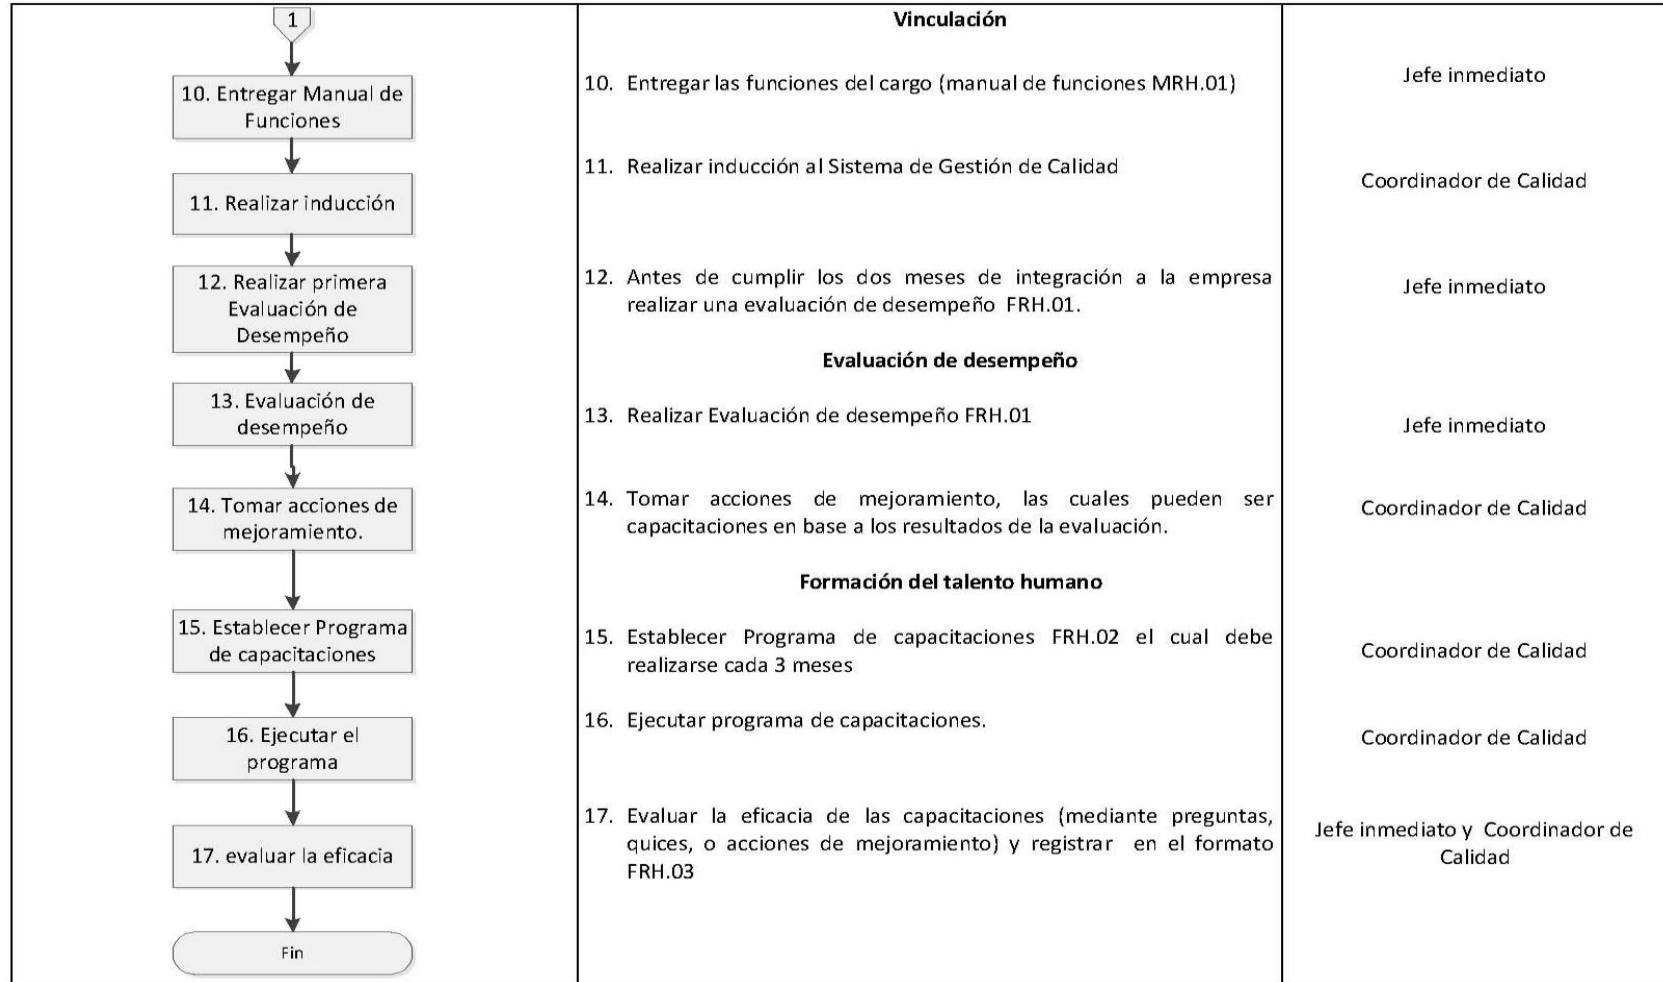 1
Vinculación
10. Entregar Manual de
Funciones
10. Entregar las funciones del cargo (manual de funciones MRH.01)
Jefe inmediato
11. Realizar inducción
11. Realizar inducción al Sistema de Gestión de Calidad
Coordinador de Calidad
12. Realizar primera
Evaluación de
Desempeño
12. Antes de cumplir los dos meses de integración a la empresa
realizar una evaluación de desempeño FRH.01.
Jefe inmediato
Evaluación de desempeño
13. Evaluación de
desempeño
13. Realizar Evaluación de desempeño FRH.01
Jefe inmediato
14. Tomar acciones de
mejoramiento.
14. Tomar acciones de mejoramiento, las cuales pueden ser
capacitaciones en base a los resultados de la evaluación.
Coordinador de Calidad
Formación del talento humano
15. Establecer Programa
de capacitaciones
15. Establecer Programa de capacitaciones FRH.02 el cual debe
realizarse cada 3 meses
Coordinador de Calidad
16. Ejecutar el
programa
16. Ejecutar programa de capacitaciones.
Coordinador de Calidad
17. evaluar la eficacia
17. Evaluar la eficacia de las capacitaciones (mediante preguntas,
quices, o acciones de mejoramiento) y registrar en el formato
FRH.03
Jefe inmediato y Coordinador de
Calidad
Fin